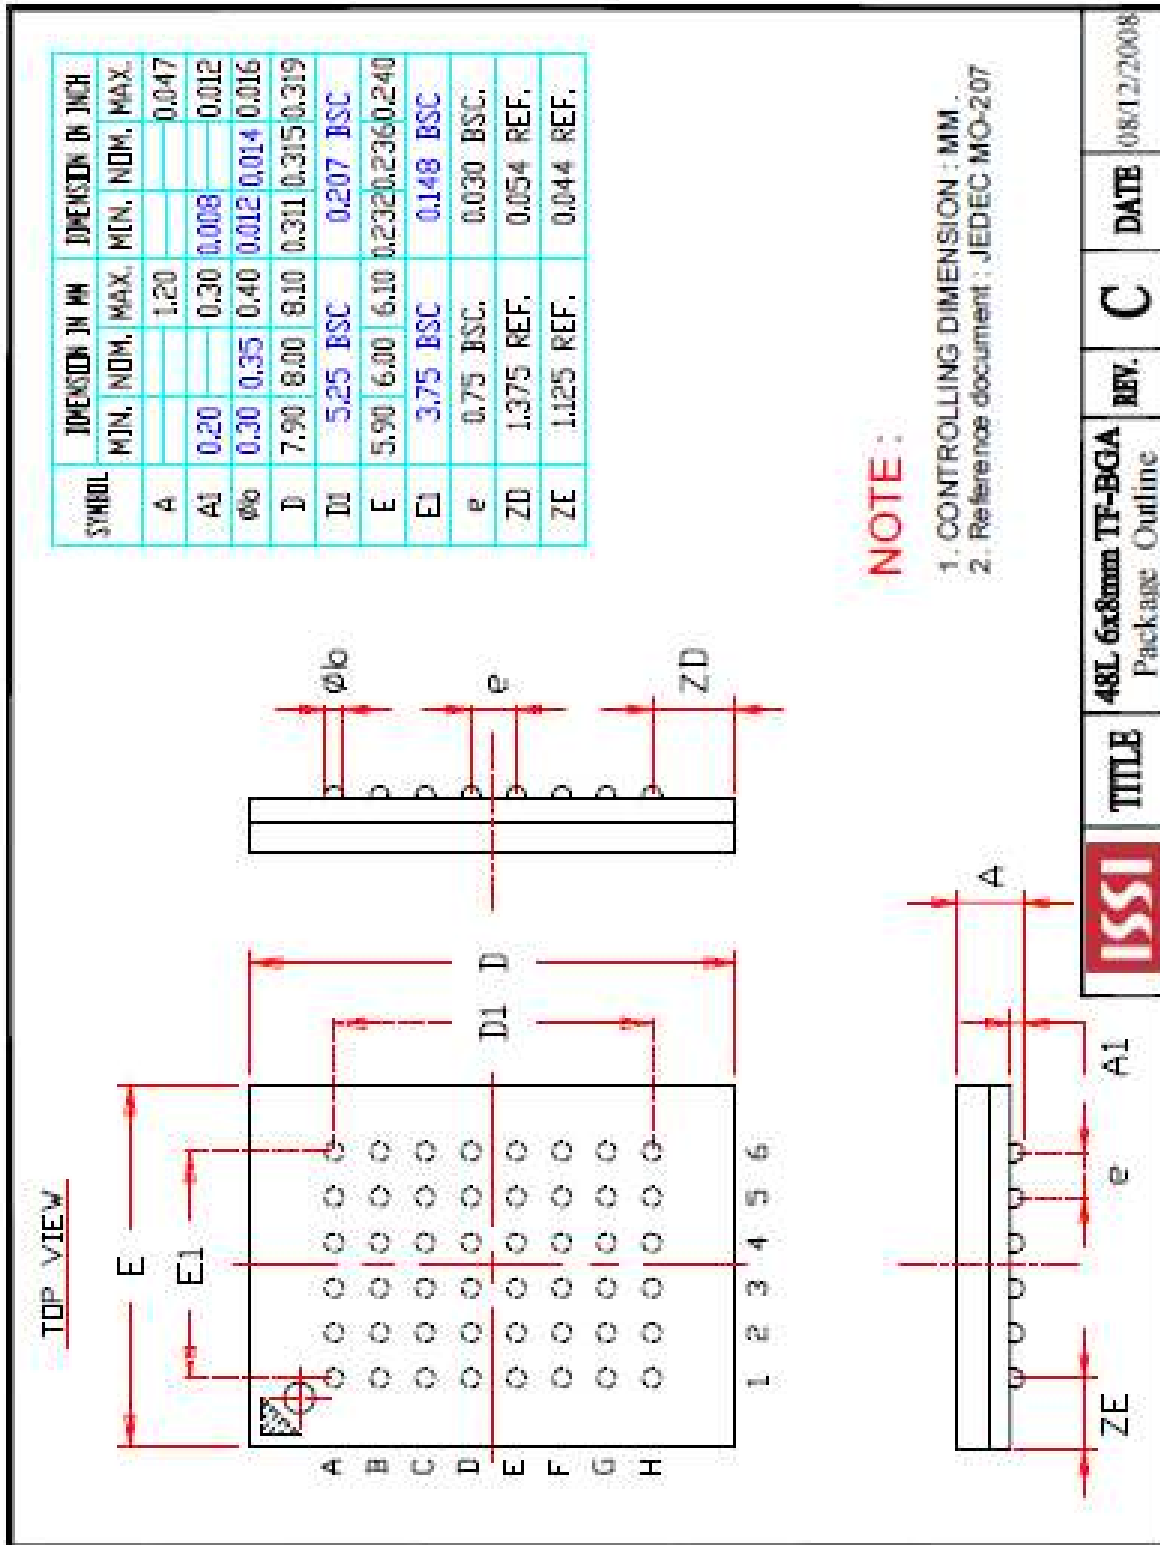 TOP VIEW
E
E1
A
B
C
D
E
F
G
H
1 2 3 4 5 6
D1
D
Øb
e
ZD
ZE
e
A1
A
SYMBOL DIMENSION IN MM DIMENSION IN INCH
MIN. NOM. MAX. MIN. NOM. MAX.
A 1.20 0.047
A1 0.20 0.30 0.008 0.012
Øb 0.30 0.35 0.40 0.012 0.014 0.016
D 7.90 8.00 8.10 0.311 0.315 0.319
D1 5.25 BSC 0.207 BSC
E 5.90 6.00 6.10 0.232 0.236 0.240
E1 3.75 BSC 0.148 BSC
e 0.75 BSC. 0.030 BSC.
ZD 1.375 REF. 0.054 REF.
ZE 1.125 REF. 0.044 REF.
NOTE :
1. CONTROLLING DIMENSION : MM .
2. Reference document : JEDEC MO-207
ISSI TITLE 48L 6x8mm TF-BGA
Package Outline
REV. C DATE 08/12/2008